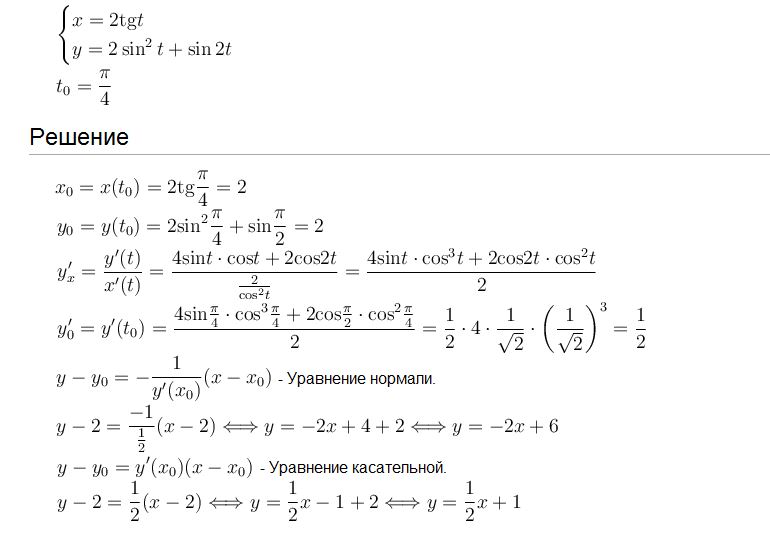 { x = 2tgt
y = 2 sin² t + sin 2t
t₀ = π/4
Решение
x₀ = x(t₀) = 2tg π/4 = 2
y₀ = y(t₀) = 2sin² π/4 + sin π/2 = 2
y′ₓ = y′(t)/x′(t) = (4sint · cost + 2cos2t)/(2/cos²t) = (4sint · cos³t + 2cos2t · cos²t)/2
y′₀ = y′(t₀) = (4sin π/4 · cos³ π/4 + 2cos π/2 · cos² π/4)/2 = 1/2 · 4 · 1/√2 · (1/√2)³ = 1/2
y − y₀ = −1/y′(x₀) (x − x₀) - Уравнение нормали.
y − 2 = −1/(1/2) (x − 2) ⟺ y = −2x + 4 + 2 ⟺ y = −2x + 6
y − y₀ = y′(x₀)(x − x₀) - Уравнение касательной.
y − 2 = 1/2 (x − 2) ⟺ y = 1/2 x − 1 + 2 ⟺ y = 1/2 x + 1